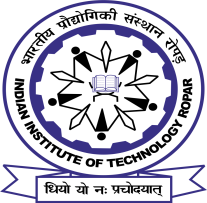 भारतीय प्रौद्योगिकी संस्थान रोपड़
INDIAN INSTITUTE OF TECHNOLOGY ROPAR
धियो यो नः प्रचोदयात्